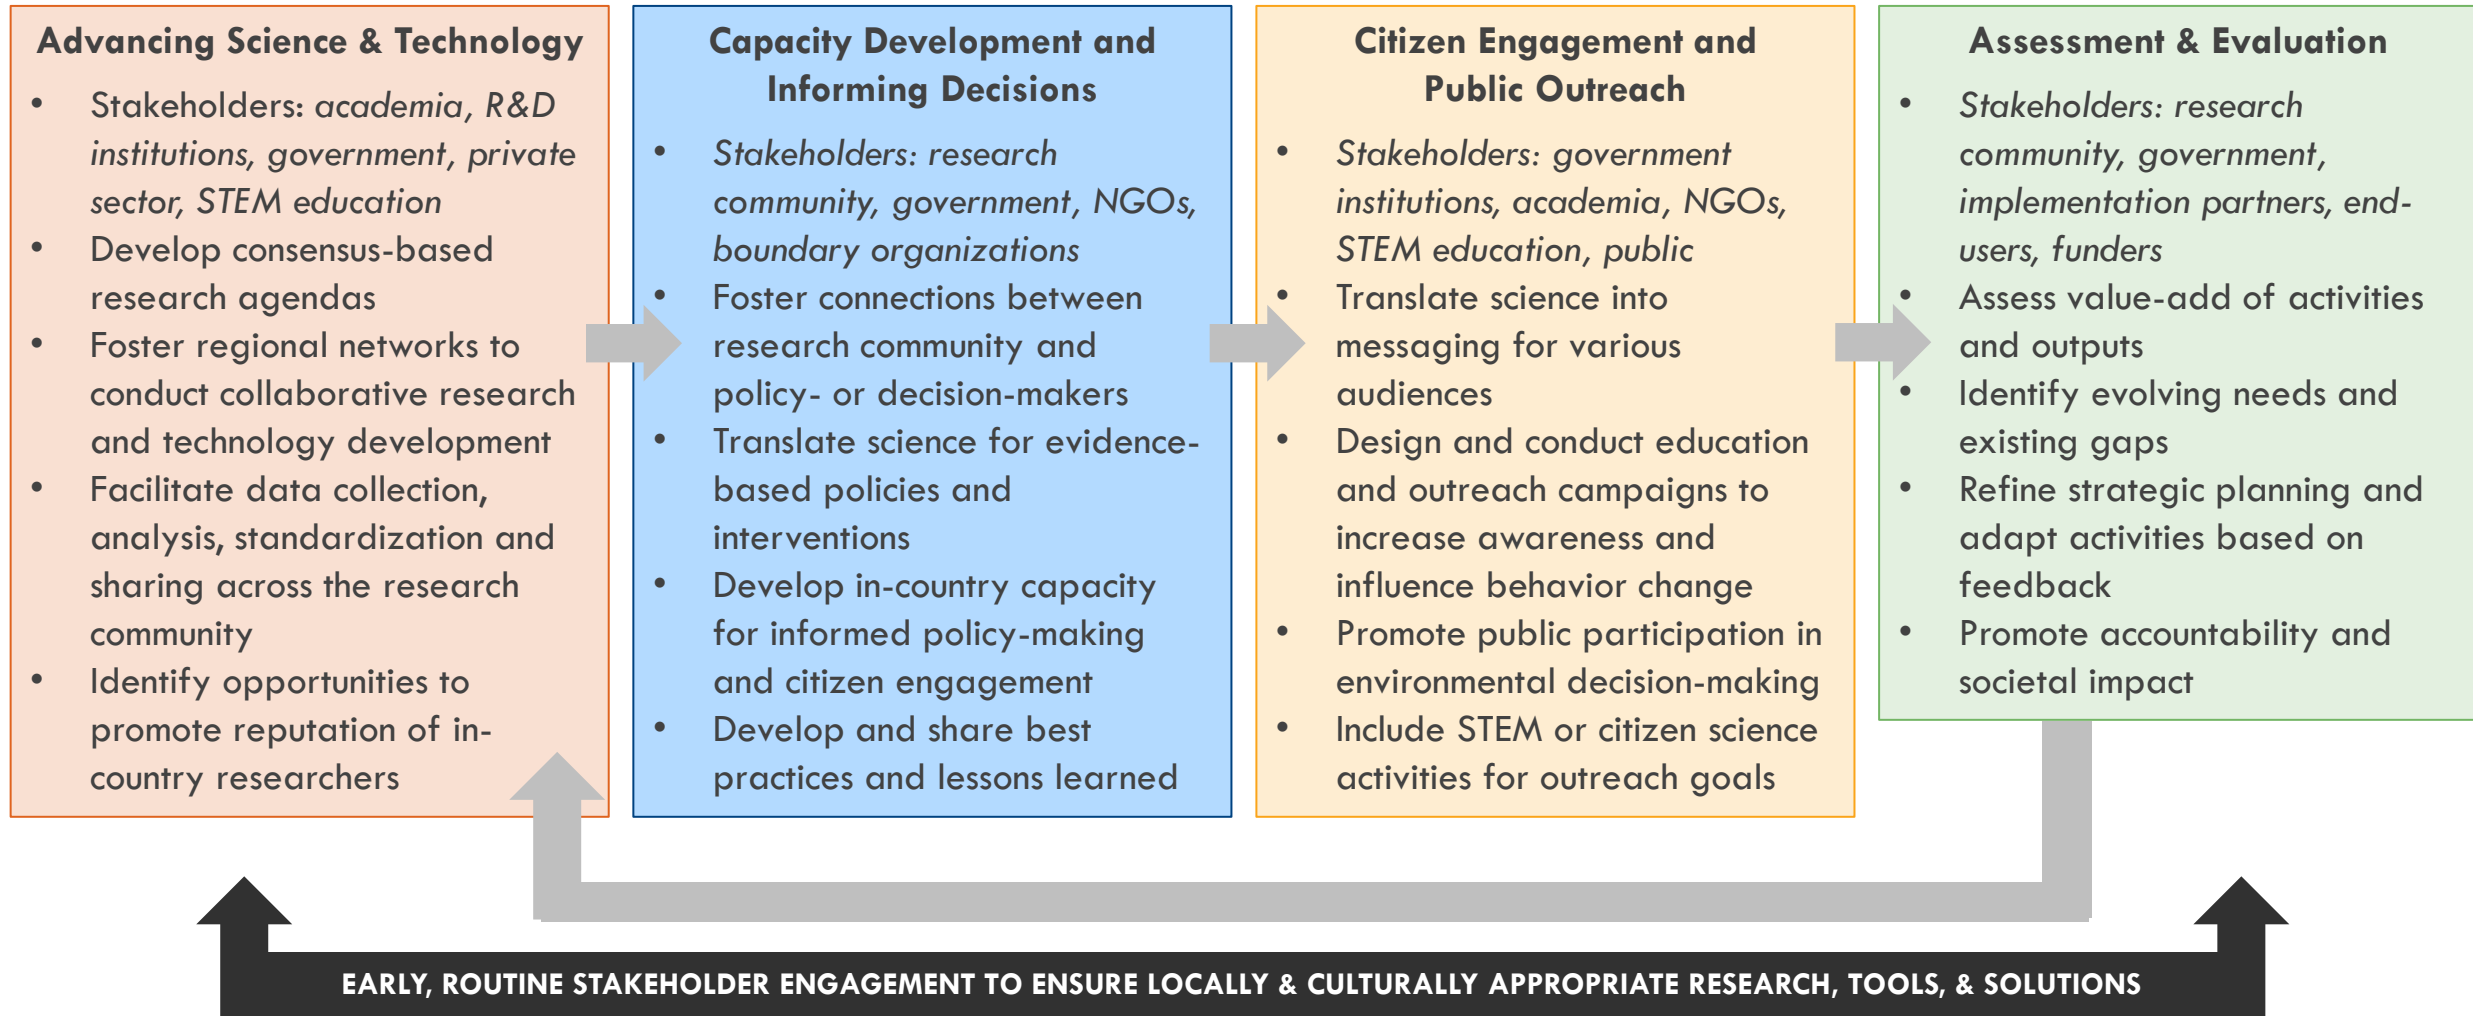 Advancing Science & Technology
• Stakeholders: academia, R&D
institutions, government, private
sector, STEM education
• Develop consensus-based
research agendas
• Foster regional networks to
conduct collaborative research
and technology development
• Facilitate data collection,
analysis, standardization and
sharing across the research
community
• Identify opportunities to
promote reputation of in-
country researchers
Capacity Development and
Informing Decisions
• Stakeholders: research
community, government, NGOs,
boundary organizations
• Foster connections between
research community and
policy- or decision-makers
• Translate science for evidence-
based policies and
interventions
• Develop in-country capacity
for informed policy-making
and citizen engagement
• Develop and share best
practices and lessons learned
Citizen Engagement and
Public Outreach
• Stakeholders: government
institutions, academia, NGOs,
STEM education, public
• Translate science into
messaging for various
audiences
• Design and conduct education
and outreach campaigns to
increase awareness and
influence behavior change
• Promote public participation in
environmental decision-making
• Include STEM or citizen science
activities for outreach goals
Assessment & Evaluation
• Stakeholders: research
community, government,
implementation partners, end-
users, funders
• Assess value-add of activities
and outputs
• Identify evolving needs and
existing gaps
• Refine strategic planning and
adapt activities based on
feedback
• Promote accountability and
societal impact
EARLY, ROUTINE STAKEHOLDER ENGAGEMENT TO ENSURE LOCALLY & CULTURALLY APPROPRIATE RESEARCH, TOOLS, & SOLUTIONS